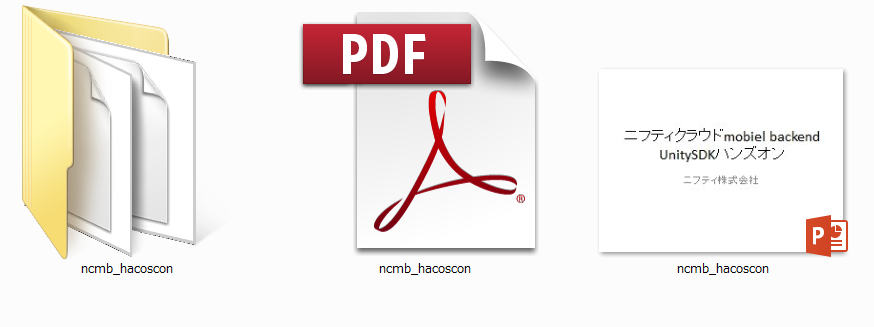 PDF
®
ニフティクラウドmobiel backend
UnitySDKハンズオン
ニフティ株式会社
P
ncmb_hacoscon
ncmb_hacoscon
ncmb_hacoscon